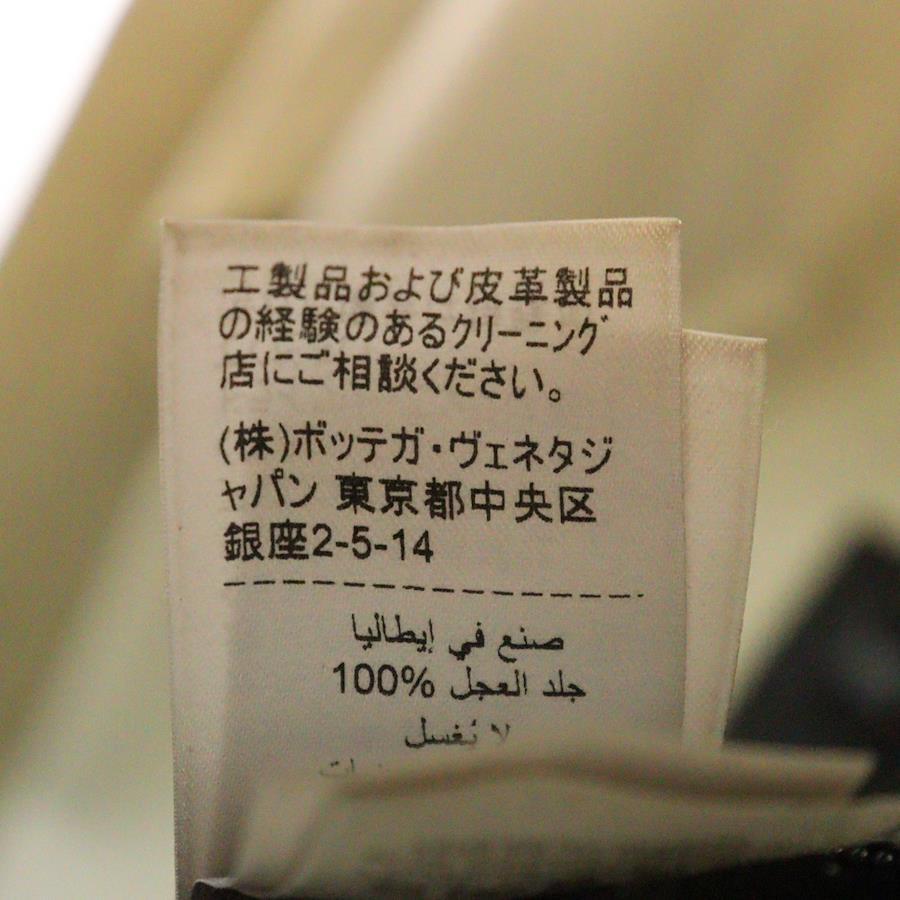 工製品および皮革製品
の経験のあるクリーニング
店にご相談ください。
(株)ボッテガ・ヴェネタジ
ャパン 東京都中央区
銀座2-5-14
صنع في إيطاليا
جلد العجل 100%
لا يُغسل